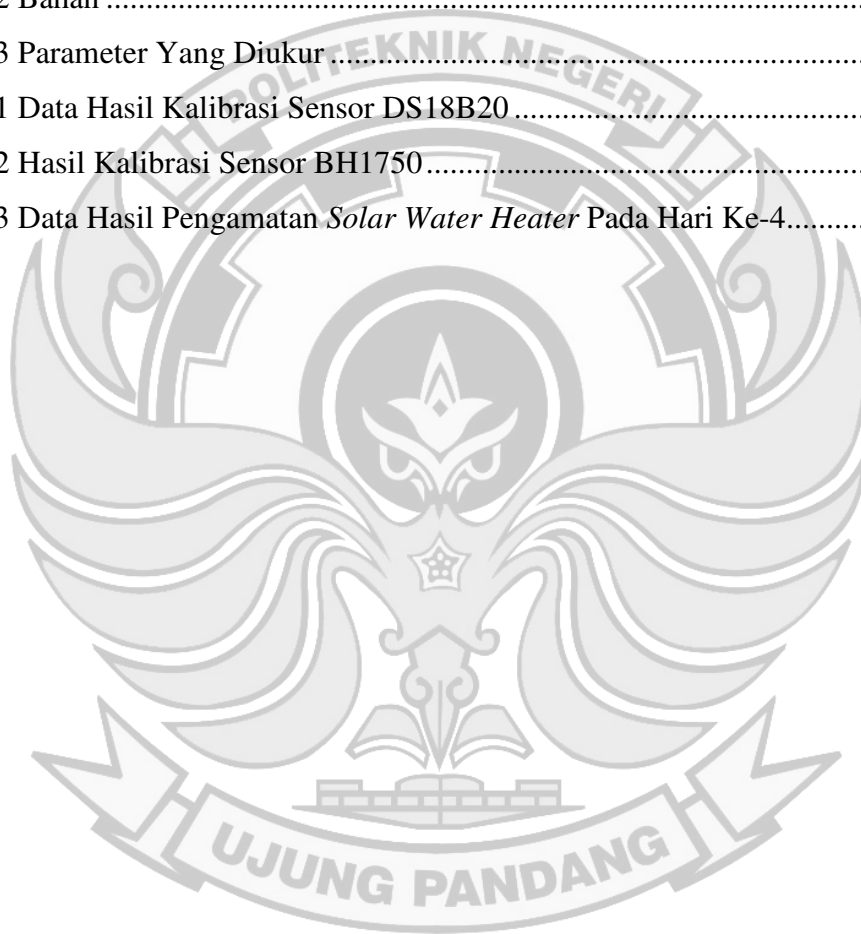 2 Bahan ....................................................................................................
3 Parameter Yang Diukur ....................................................................
1 Data Hasil Kalibrasi Sensor DS18B20 .............................................
2 Hasil Kalibrasi Sensor BH1750 .......................................................
3 Data Hasil Pengamatan Solar Water Heater Pada Hari Ke-4 ..........
POLITEKNIK NEGERI
UJUNG PANDANG